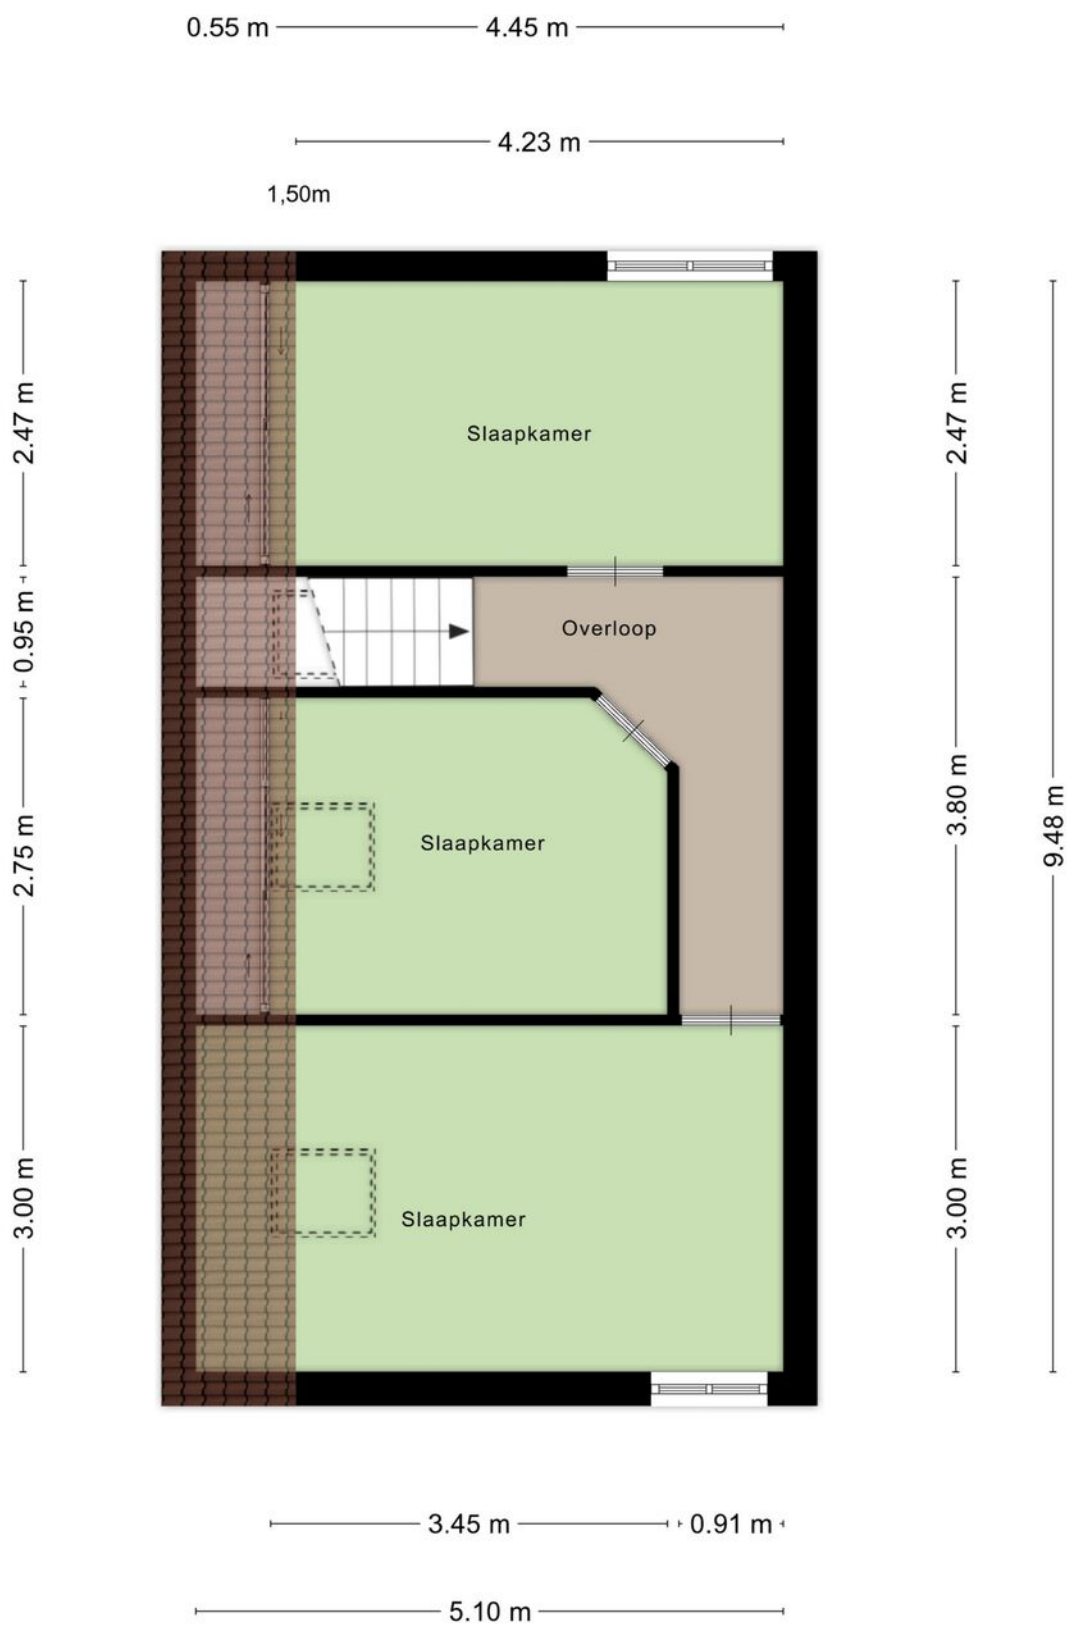 0.55 m 4.45 m
4.23 m
1,50m
2.47 m
Slaapkamer
2.47 m
0.95 m
Overloop
3.80 m
9.48 m
2.75 m
Slaapkamer
3.00 m
Slaapkamer
3.00 m
3.45 m 0.91 m
5.10 m